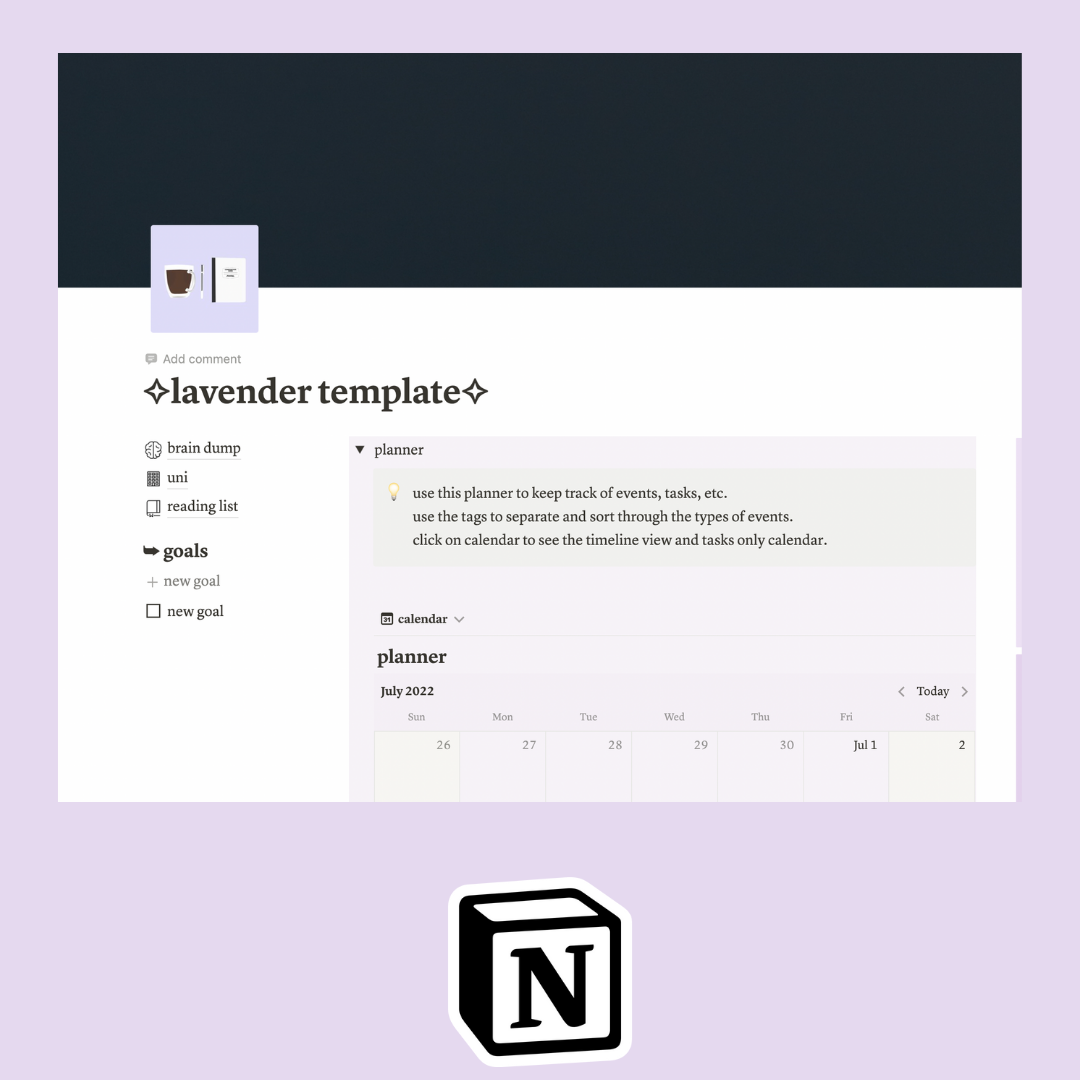 Add comment
✧lavender template✧
brain dump
uni
reading list
➥ goals
+ new goal
new goal
▼ planner
use this planner to keep track of events, tasks, etc.
use the tags to separate and sort through the types of events.
click on calendar to see the timeline view and tasks only calendar.
31 calendar
planner
July 2022
Today
Sun Mon Tue Wed Thu Fri Sat
26 27 28 29 30 Jul 1 2
N